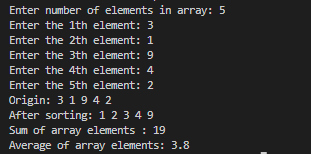 Enter number of elements in array: 5
Enter the 1th element: 3
Enter the 2th element: 1
Enter the 3th element: 9
Enter the 4th element: 4
Enter the 5th element: 2
Origin: 3 1 9 4 2
After sorting: 1 2 3 4 9
Sum of array elements : 19
Average of array elements: 3.8